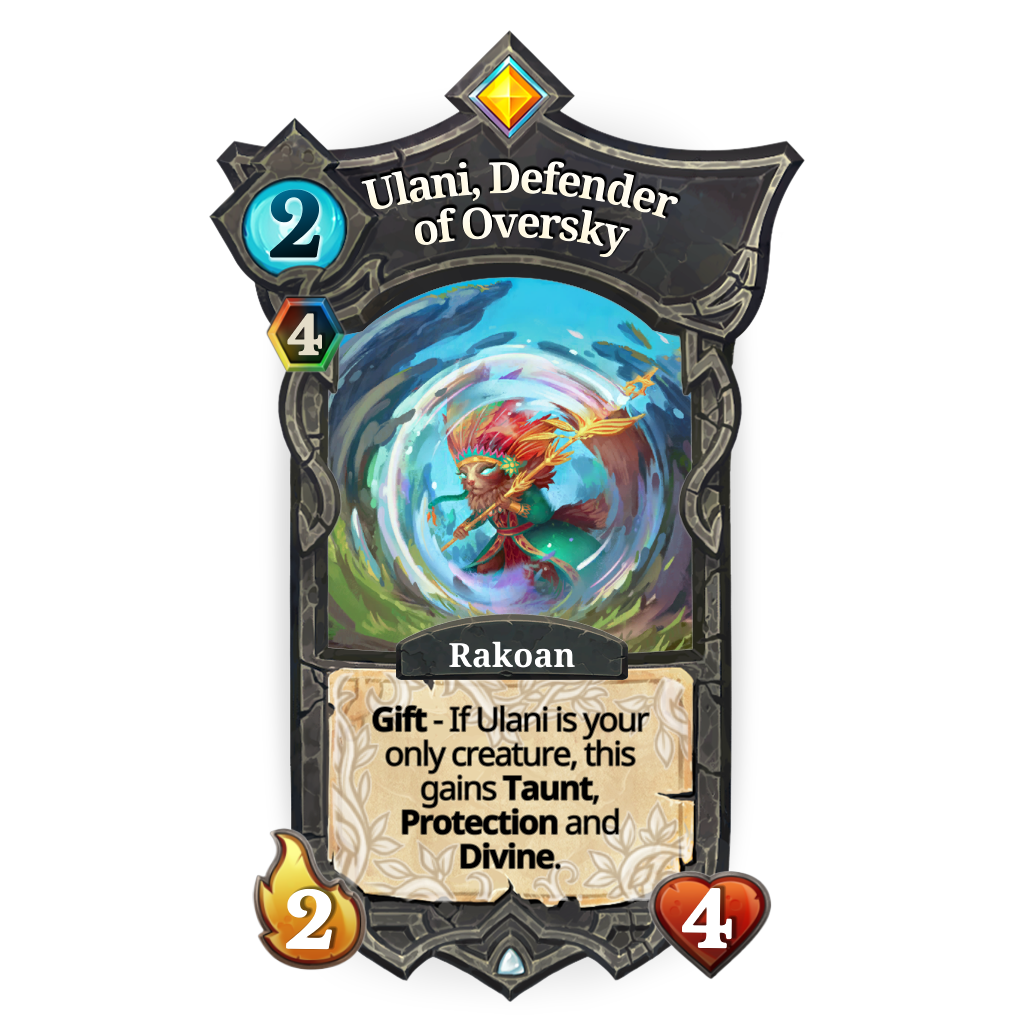 2
Ulani, Defender
of Oversky
4
Rakoan
Gift - If Ulani is your
only creature, this
gains Taunt,
Protection and
Divine.
2
4